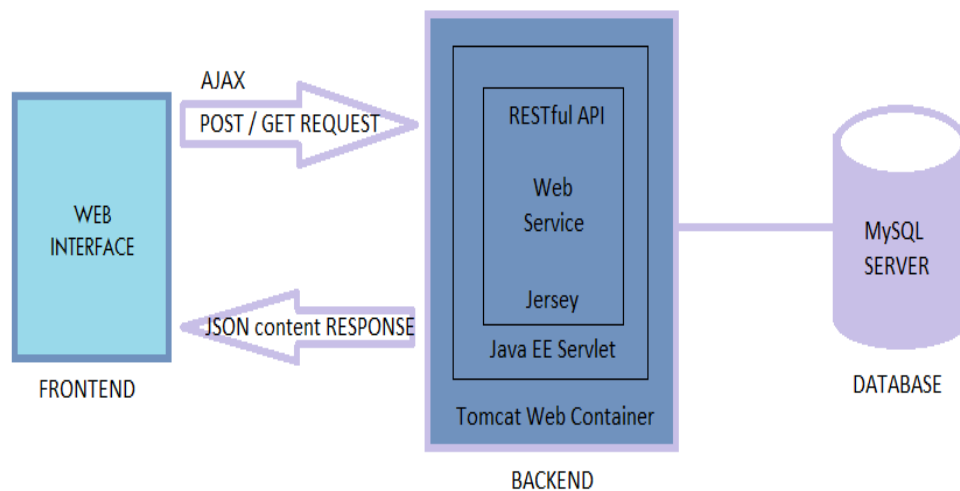 AJAX
POST / GET REQUEST
WEB
INTERFACE
JSON content RESPONSE
FRONTEND
RESTful API
Web
Service
Jersey
Java EE Servlet
Tomcat Web Container
BACKEND
MySQL
SERVER
DATABASE